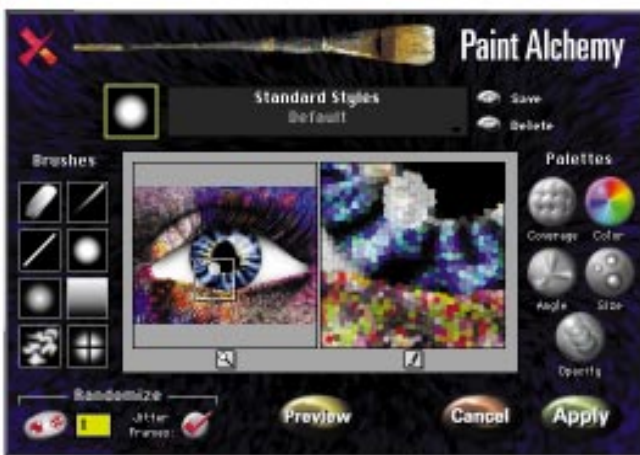 Paint Alchemy
Standard Styles
Default
Save
Delete
Brushes
Palettes
Coverage Color
Angle Size
Opacity
Randomize
1
Jitter
Frames:
Preview
Cancel
Apply